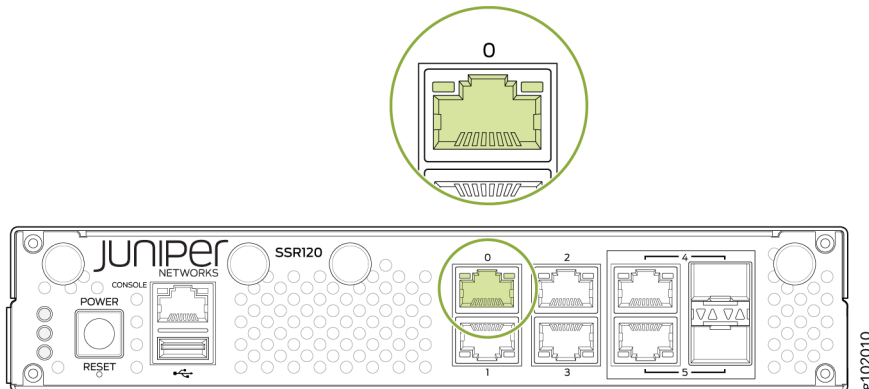 0
JUNIPer
NETWORKS
SSR120
CONSOLE
POWER
RESET
0
2
4
1
3
5
g102010